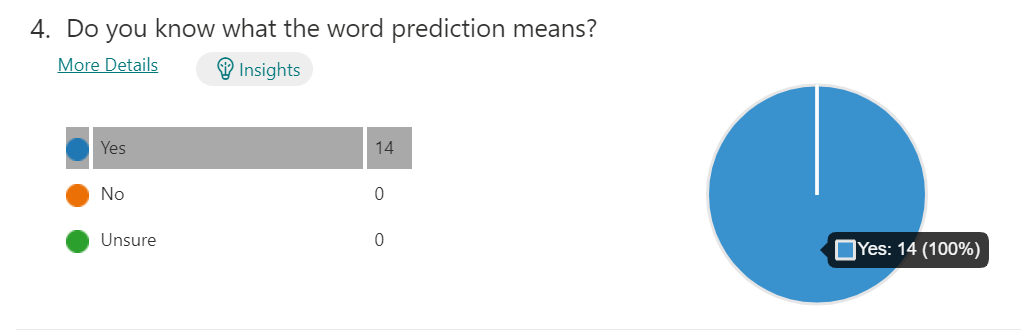 4. Do you know what the word prediction means?
More Details
Insights
Yes 14
No 0
Unsure 0
Yes: 14 (100%)